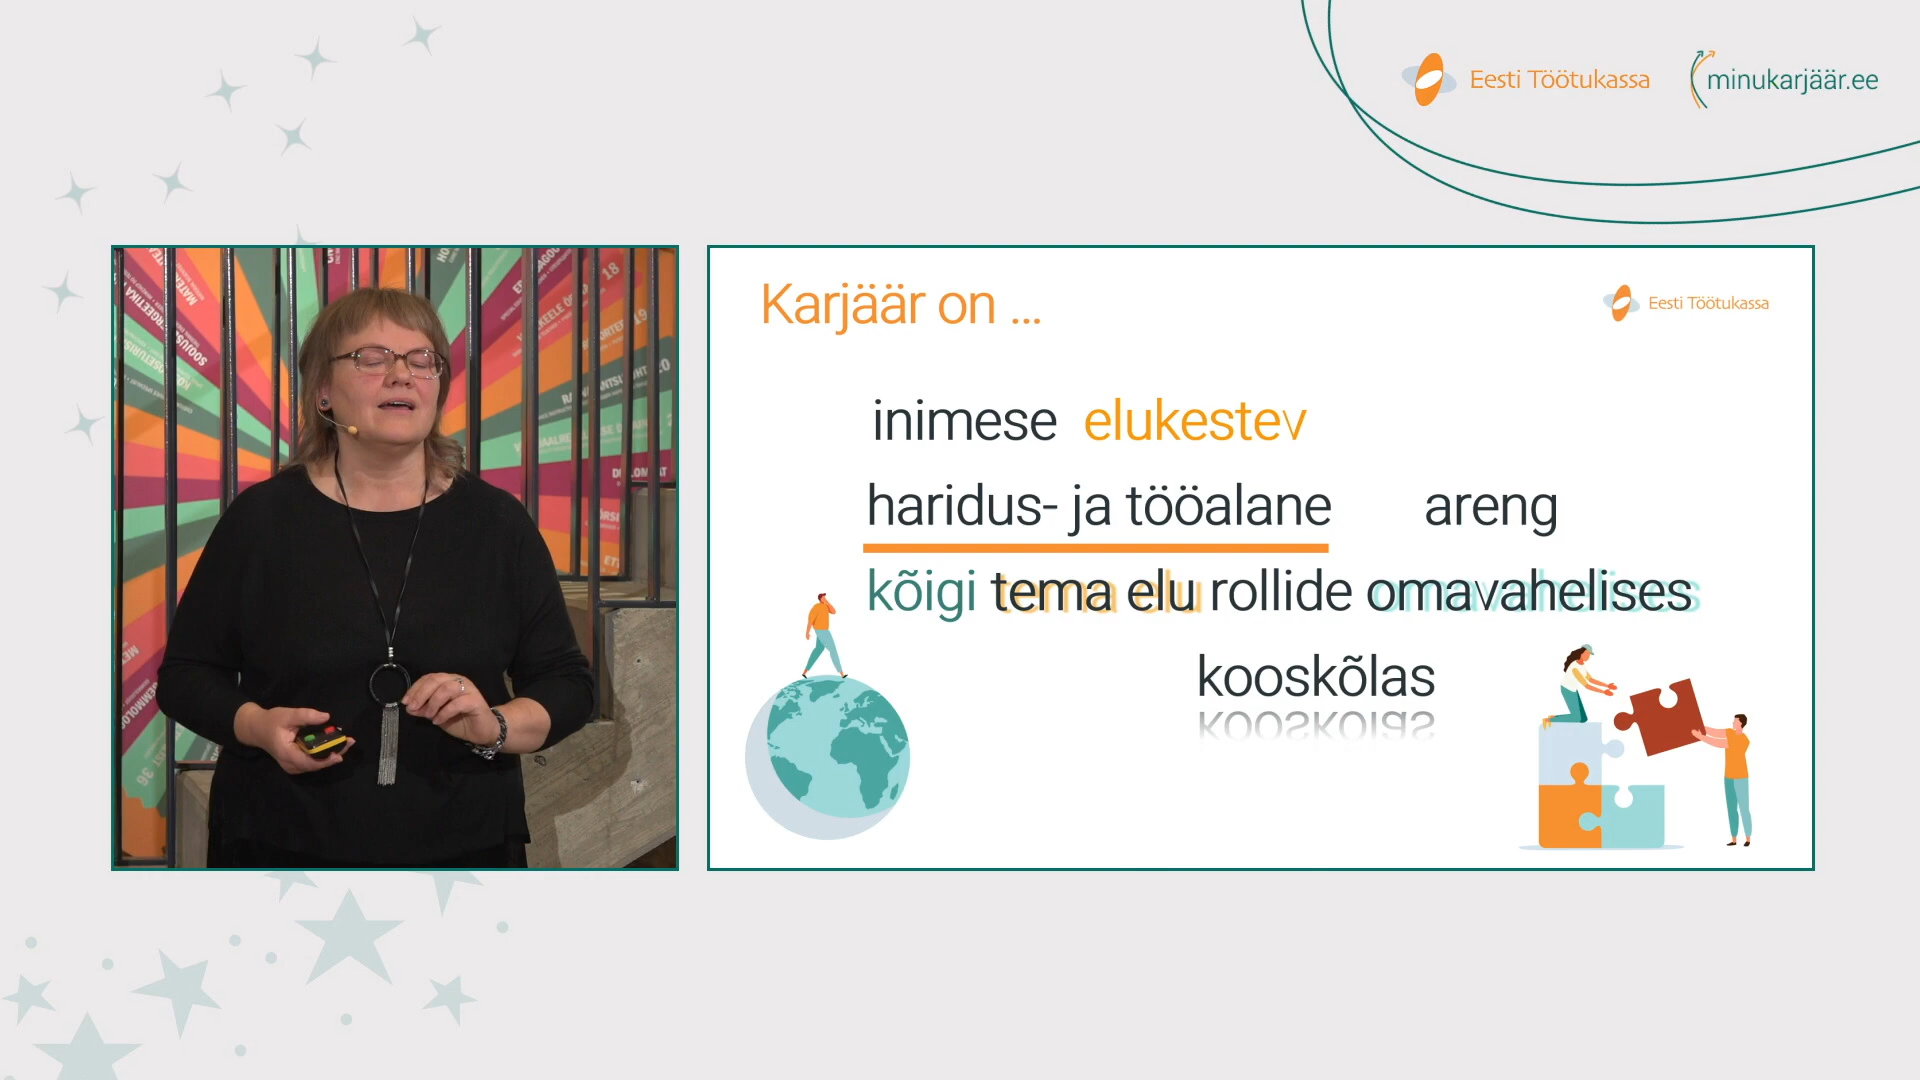 Eesti Töötukassa
minukarjäär.ee
Karjäär on ...
Eesti Töötukassa
inimese elukestev
haridus- ja tööalane areng
kõigi tema elu rollide omavahelises
kooskõlas